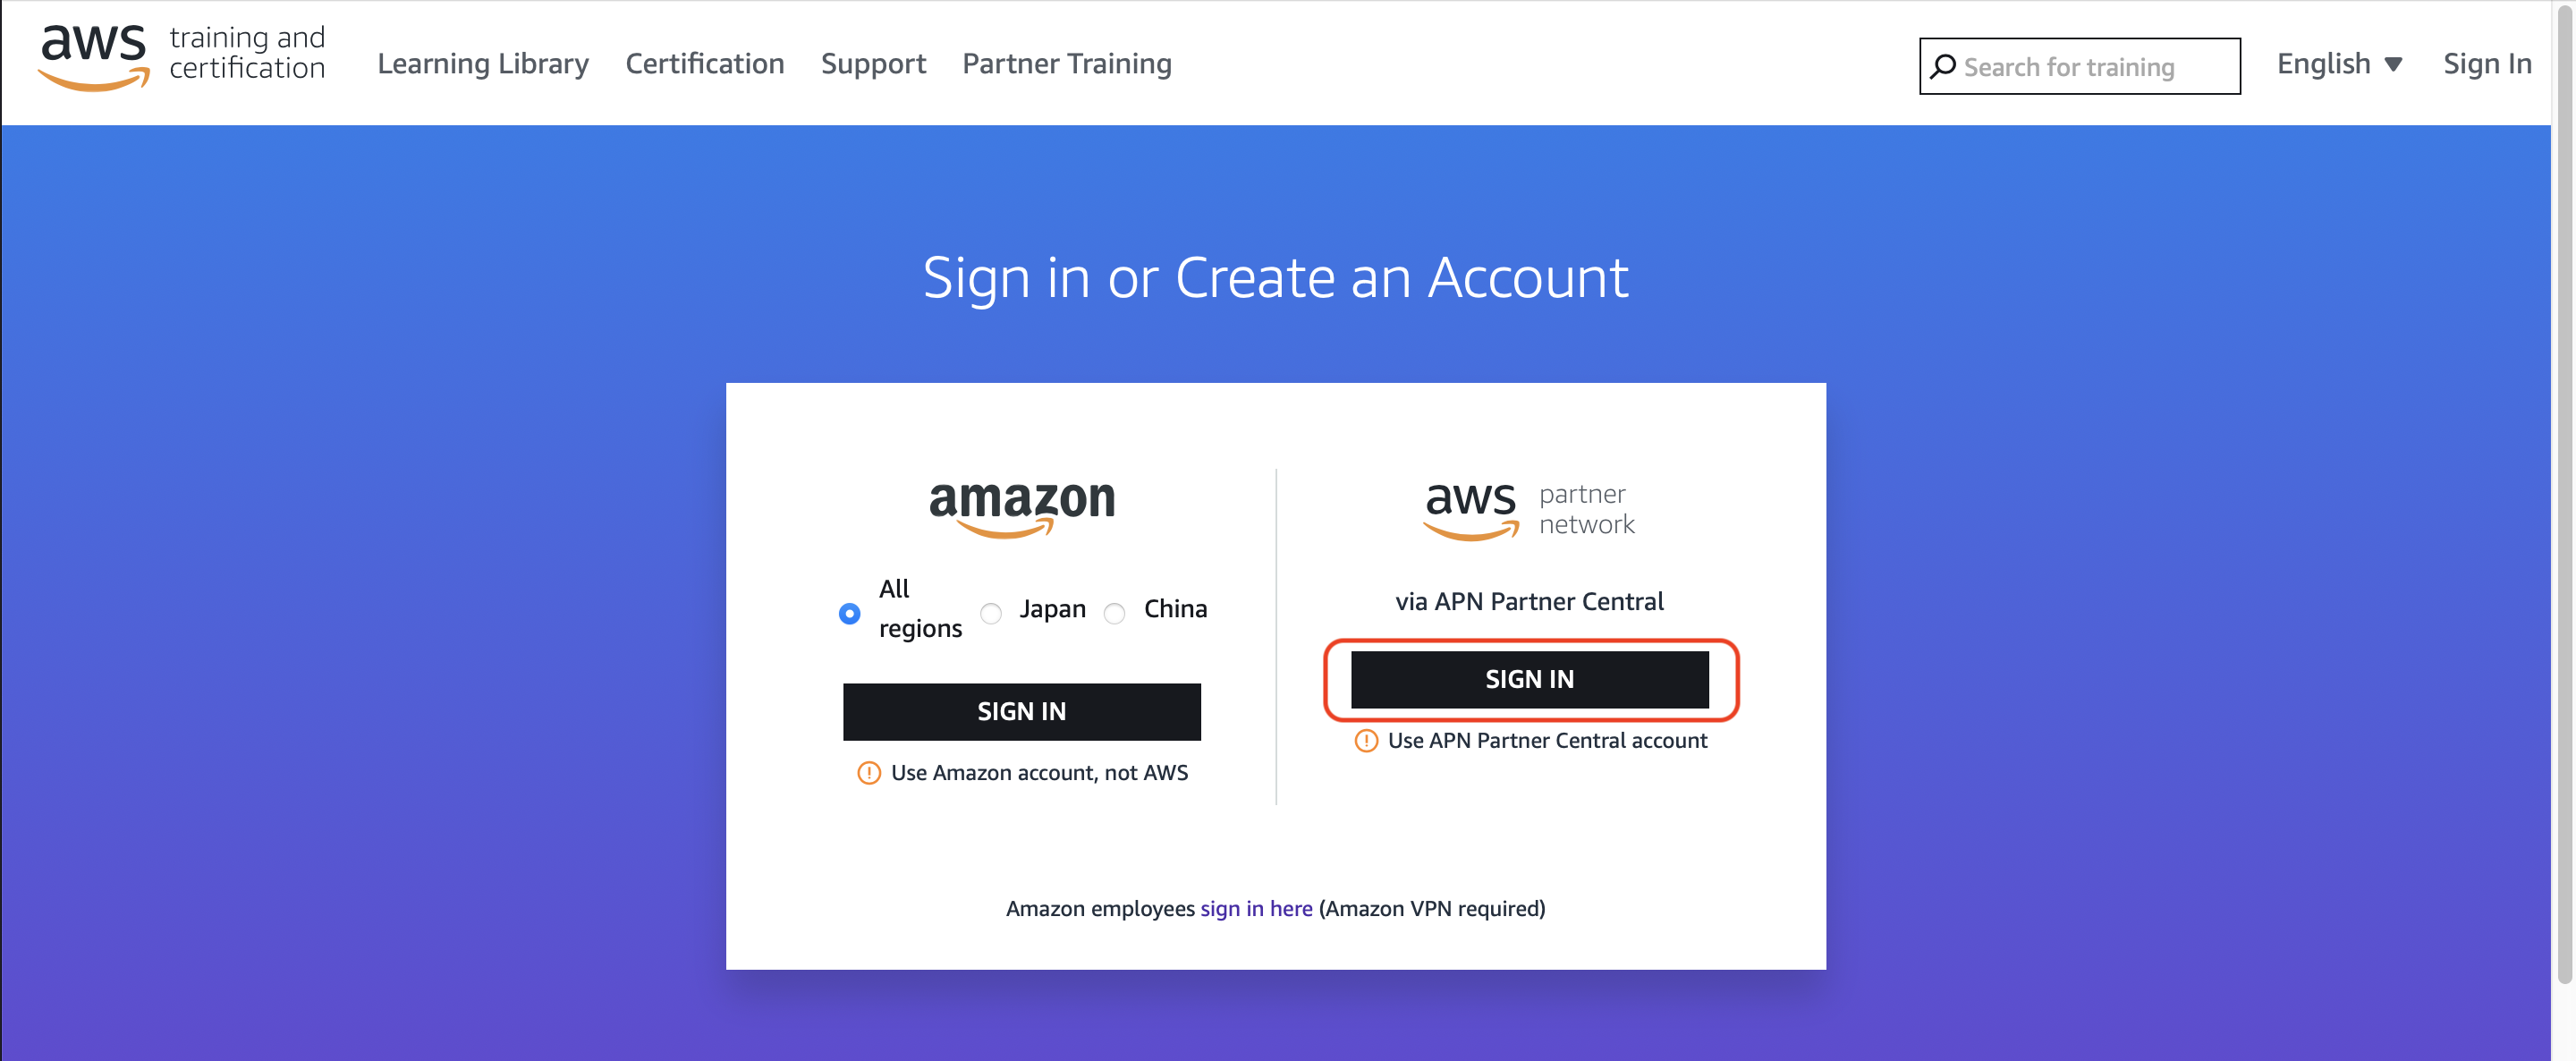 aws training and
certification
Learning Library Certification Support Partner Training
Search for training
English Sign In
Sign in or Create an Account
amazon
All
regions
Japan
China
SIGN IN
Use Amazon account, not AWS
aws partner
network
via APN Partner Central
SIGN IN
Use APN Partner Central account
Amazon employees sign in here (Amazon VPN required)